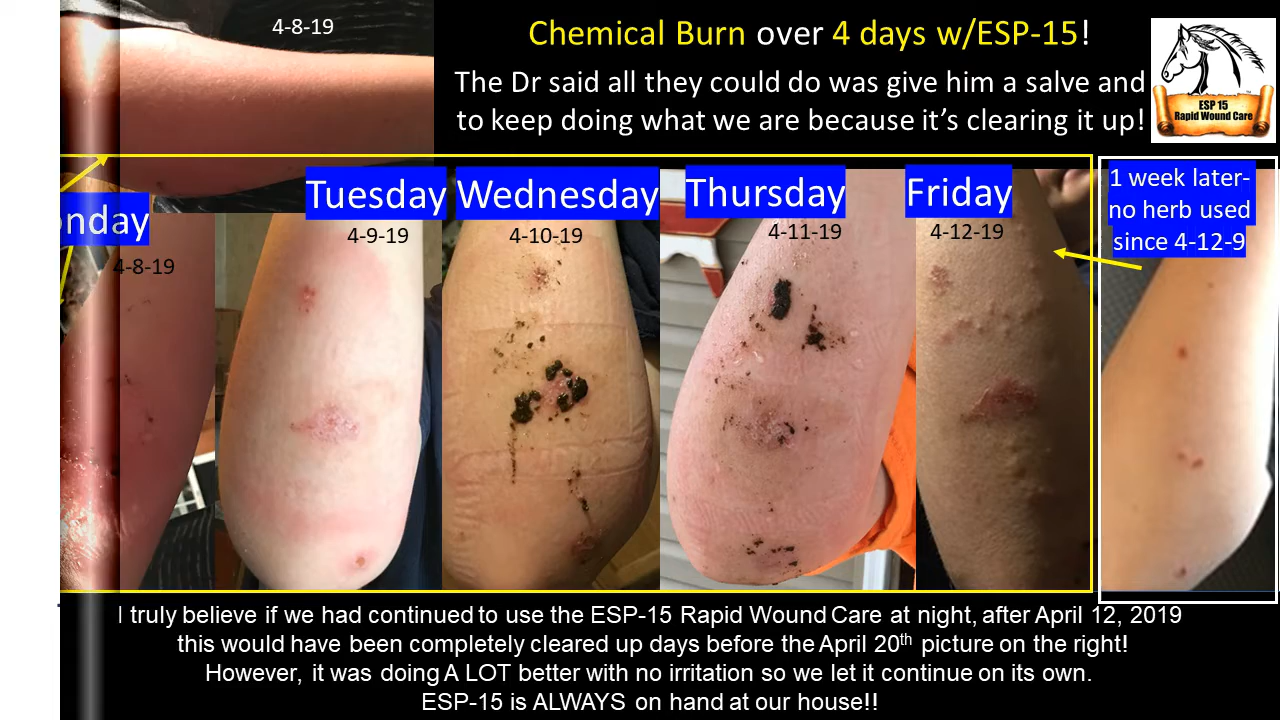 4-8-19
Chemical Burn over 4 days w/ESP-15!
The Dr said all they could do was give him a salve and
to keep doing what we are because it's clearing it up!
ESP 15
Rapid Wound Care
onday
4-8-19
Tuesday
4-9-19
Wednesday
4-10-19
Thursday
4-11-19
Friday
4-12-19
1 week later-
no herb used
since 4-12-9
I truly believe if we had continued to use the ESP-15 Rapid Wound Care at night, after April 12, 2019
this would have been completely cleared up days before the April 20th picture on the right!
However, it was doing A LOT better with no irritation so we let it continue on its own.
ESP-15 is ALWAYS on hand at our house!!